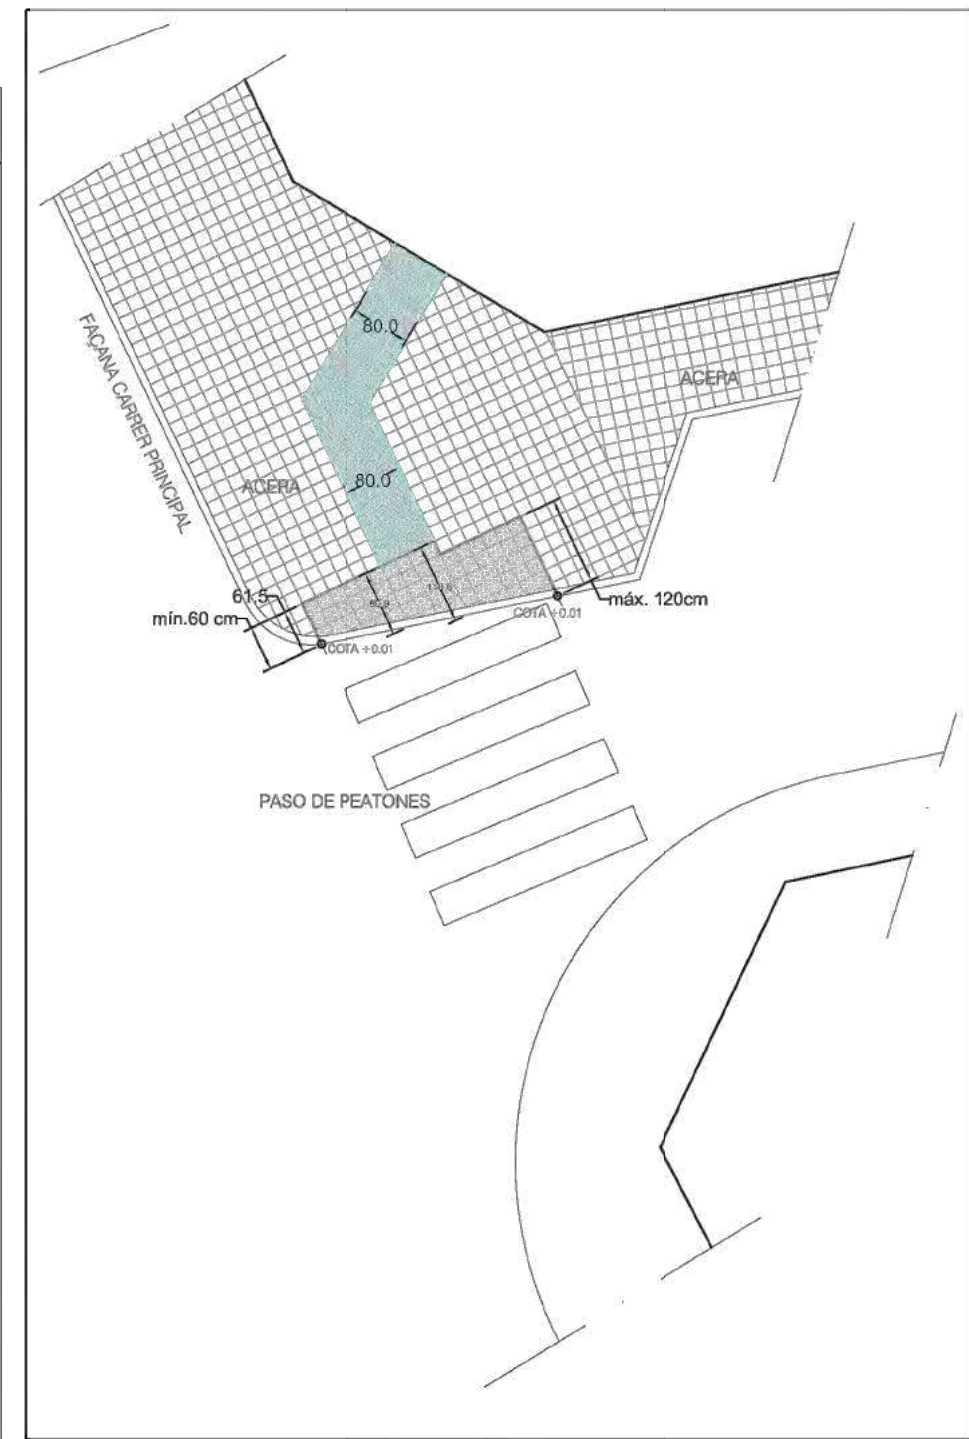 80.0
FAÇANA CARRER PRINCIPAL
ACERA
80.0
ACERA
61.5
mín.60 cm
máx. 120cm
COTA +0.01
COTA +0.01
PASO DE PEATONES